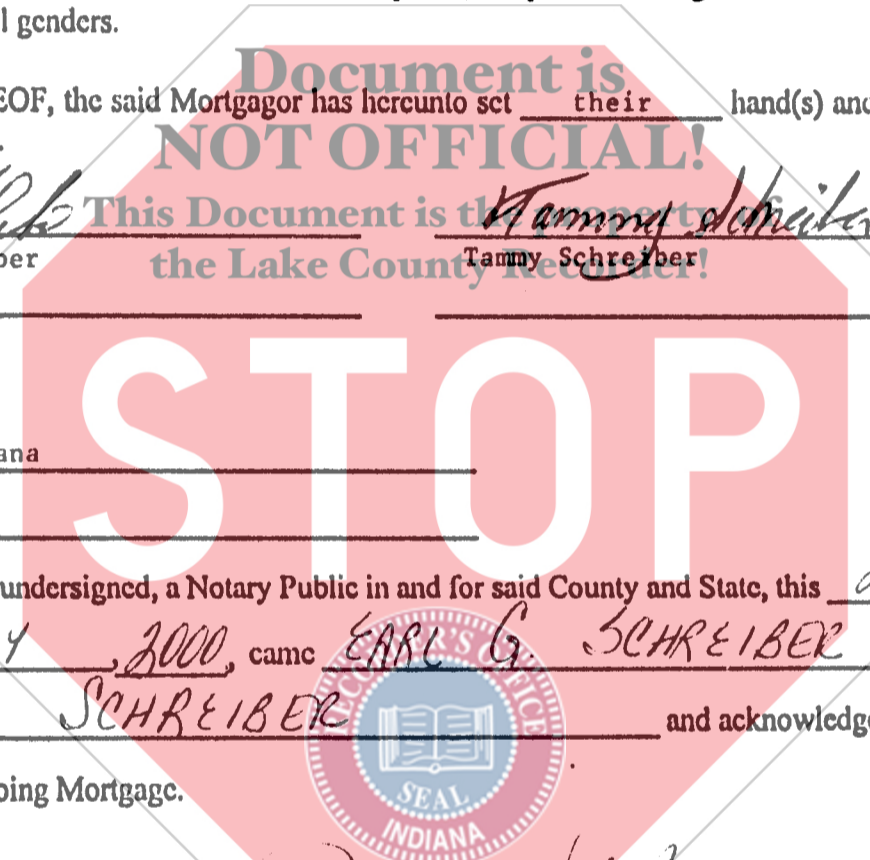 l genders.
Document is
EOF, the said Mortgagor has hereunto set their hand(s) and
NOT OFFICIAL!
Tammy Schreiber
This Document is the property of
ber Tammy Schreiber
the Lake County Recorder!
STOP
ana
undersigned, a Notary Public in and for said County and State, this
y, 2000, came EARL G. SCHREIBER
SCHREIBER and acknowledge
RECORDER'S OFFICE
SEAL
INDIANA
oing Mortgage.